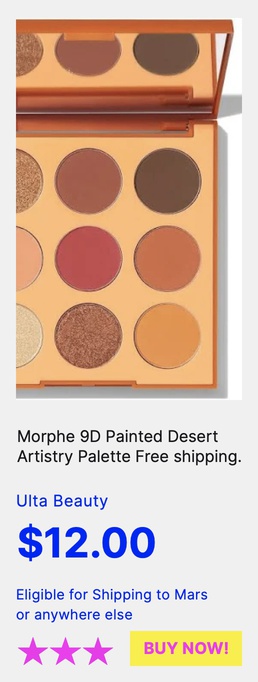 Morphe 9D Painted Desert
Artistry Palette Free shipping.
Ulta Beauty
$12.00
Eligible for Shipping to Mars
or anywhere else
BUY NOW!